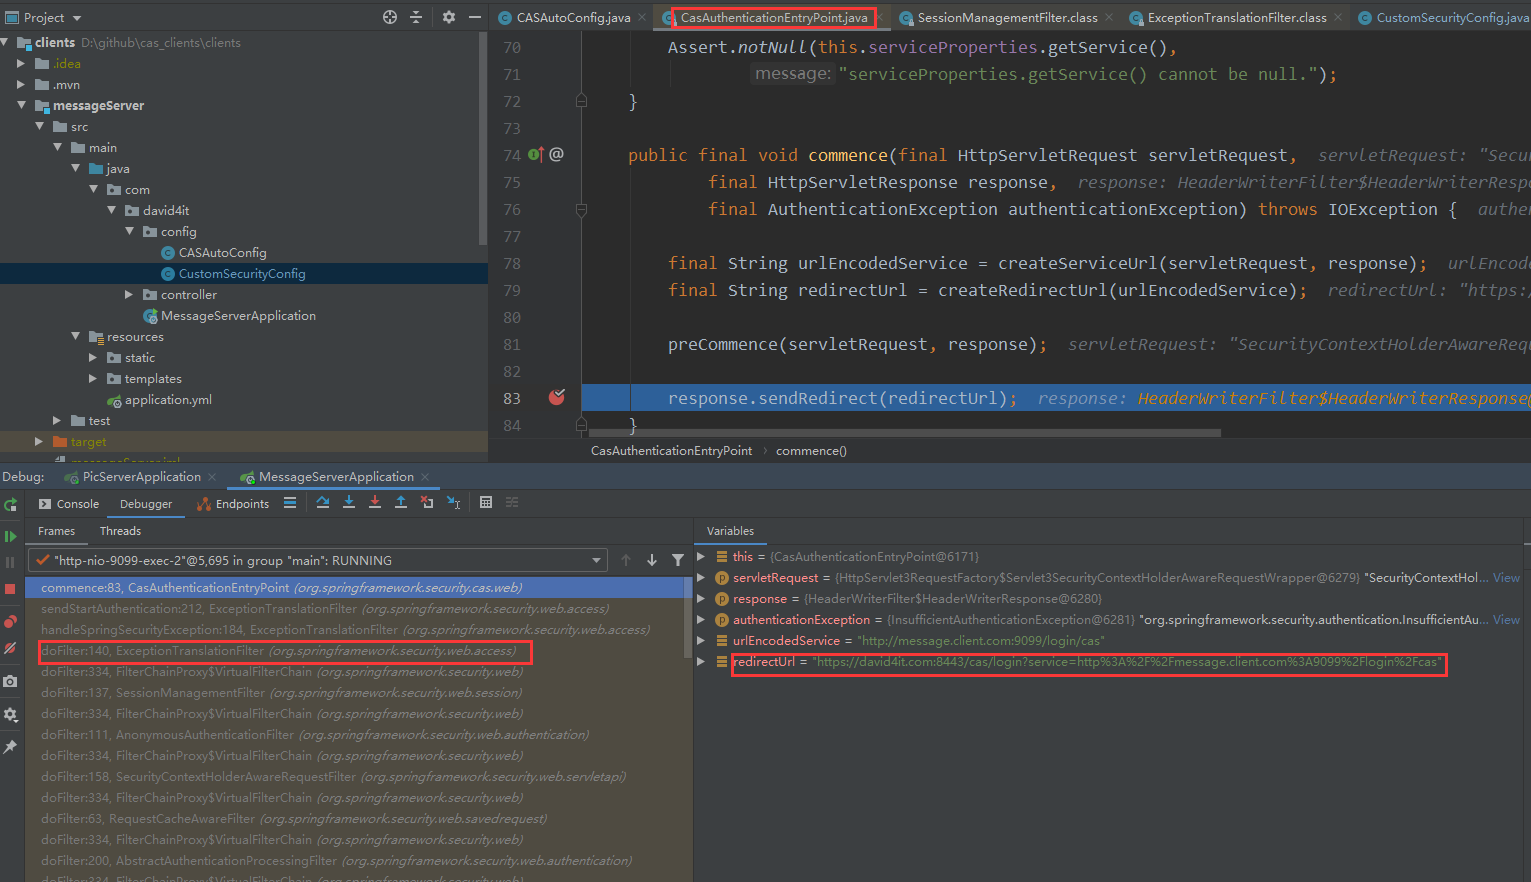 Project
CASAutoConfig.java
CasAuthenticationEntryPoint.java
SessionManagementFilter.class
ExceptionTranslationFilter.class
CustomSecurityConfig.java
clients D:\github\cas_clients\clients
.idea
.mvn
messageServer
src
main
java
com
david4it
config
CASAutoConfig
CustomSecurityConfig
controller
MessageServerApplication
resources
static
templates
application.yml
test
target
70 Assert.notNull(this.serviceProperties.getService(),
71 message: "serviceProperties.getService() cannot be null.");
72 }
73
74 @ public final void commence(final HttpServletRequest servletRequest, servletRequest: "Secur
75 final HttpServletResponse response, response: HeaderWriterFilter$HeaderWriterRespo
76 final AuthenticationException authenticationException) throws IOException { authen
77
78 final String urlEncodedService = createServiceUrl(servletRequest, response); urlEncode
79 final String redirectUrl = createRedirectUrl(urlEncodedService); redirectUrl: "https:/
80
81 preCommence(servletRequest, response); servletRequest: "SecurityContextHolderAwareRequ
82
83 response.sendRedirect(redirectUrl); response: HeaderWriterFilter$HeaderWriterResponse@
84 }
CasAuthenticationEntryPoint › commence()
Debug: PicServerApplication MessageServerApplication
Console Debugger Endpoints
Frames Threads
"http-nio-9099-exec-2"@5,695 in group "main": RUNNING
commence:83, CasAuthenticationEntryPoint (org.springframework.security.cas.web)
sendStartAuthentication:212, ExceptionTranslationFilter (org.springframework.security.web.access)
handleSpringSecurityException:184, ExceptionTranslationFilter (org.springframework.security.web.access)
doFilter:140, ExceptionTranslationFilter (org.springframework.security.web.access)
doFilter:334, FilterChainProxy$VirtualFilterChain (org.springframework.security.web)
doFilter:137, SessionManagementFilter (org.springframework.security.web.session)
doFilter:334, FilterChainProxy$VirtualFilterChain (org.springframework.security.web)
doFilter:111, AnonymousAuthenticationFilter (org.springframework.security.web.authentication)
doFilter:334, FilterChainProxy$VirtualFilterChain (org.springframework.security.web)
doFilter:158, SecurityContextHolderAwareRequestFilter (org.springframework.security.web.servletapi)
doFilter:334, FilterChainProxy$VirtualFilterChain (org.springframework.security.web)
doFilter:63, RequestCacheAwareFilter (org.springframework.security.web.savedrequest)
doFilter:334, FilterChainProxy$VirtualFilterChain (org.springframework.security.web)
doFilter:200, AbstractAuthenticationProcessingFilter (org.springframework.security.web.authentication)
doFilter:334, FilterChainProxy$VirtualFilterChain (org.springframework.security.web)
Variables
this = {CasAuthenticationEntryPoint@6171}
servletRequest = {HttpServlet3RequestFactory$Servlet3SecurityContextHolderAwareRequestWrapper@6279} "SecurityContextHol... View
response = {HeaderWriterFilter$HeaderWriterResponse@6280}
authenticationException = {InsufficientAuthenticationException@6281} "org.springframework.security.authentication.InsufficientAu... View
urlEncodedService = "http://message.client.com:9099/login/cas"
redirectUrl = "https://david4it.com:8443/cas/login?service=http%3A%2F%2Fmessage.client.com%3A9099%2Flogin%2Fcas"